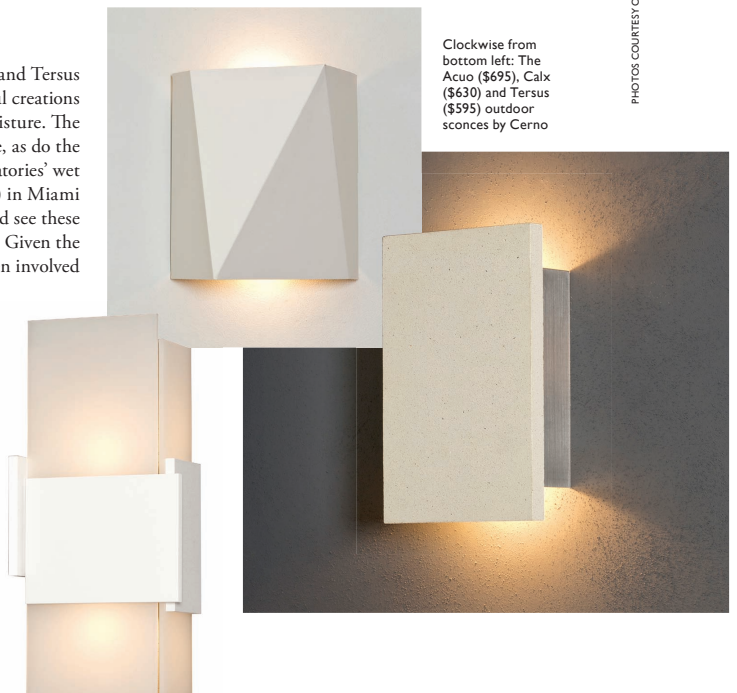 and Tersus
creations
isture. The
, as do the
atories' wet
in Miami
d see these
Given the
n involved
Clockwise from
bottom left: The
Acuo ($695), Calx
($630) and Tersus
($595) outdoor
sconces by Cerno
PHOTOS COURTESY